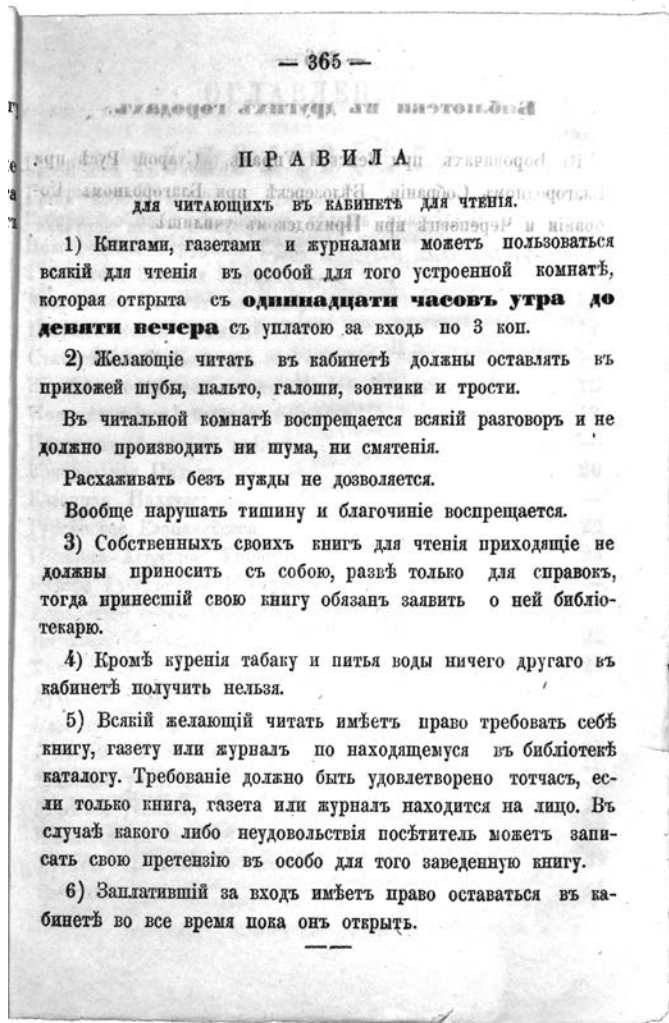 — 365 —
ПРАВИЛА
ДЛЯ ЧИТАЮЩИХЪ ВЪ КАБИНЕТѢ ДЛЯ ЧТЕНІЯ.
1) Книгами, газетами и журналами можетъ пользоваться
всякій для чтенія въ особой для того устроенной комнатѣ,
которая открыта съ одиннадцати часовъ утра до
девяти вечера съ уплатою за входъ по 3 коп.
2) Желающіе читать въ кабинетѣ должны оставлять въ
прихожей шубы, пальто, галоши, зонтики и трости.
Въ читальной комнатѣ воспрещается всякій разговоръ и не
должно производить ни шума, ни смятенія.
Расхаживать безъ нужды не дозволяется.
Вообще нарушать тишину и благочиніе воспрещается.
3) Собственныхъ своихъ книгъ для чтенія приходящіе не
должны приносить съ собою, развѣ только для справокъ,
тогда принесшій свою книгу обязанъ заявить о ней библіо-
текарю.
4) Кромѣ куренія табаку и питья воды ничего другаго въ
кабинетѣ получить нельзя.
5) Всякій желающій читать имѣетъ право требовать себѣ
книгу, газету или журналъ по находящемуся въ библіотекѣ
каталогу. Требованіе должно быть удовлетворено тотчасъ, ес-
ли только книга, газета или журналъ находится на лицо. Въ
случаѣ какого либо неудовольствія посѣтитель можетъ запи-
сать свою претензію въ особо для того заведенную книгу.
6) Заплатившій за входъ имѣетъ право оставаться въ ка-
бинетѣ во все время пока онъ открытъ.